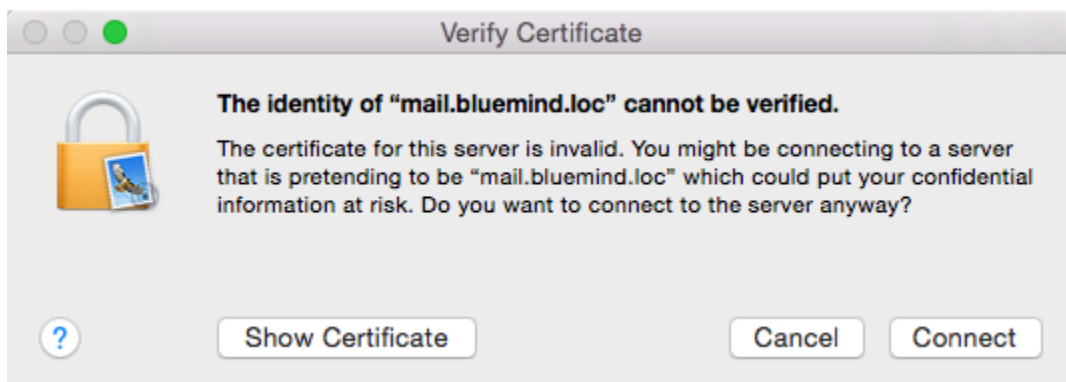 Verify Certificate
The identity of “mail.bluemind.loc” cannot be verified.
The certificate for this server is invalid. You might be connecting to a server
that is pretending to be “mail.bluemind.loc” which could put your confidential
information at risk. Do you want to connect to the server anyway?
?
Show Certificate
Cancel
Connect